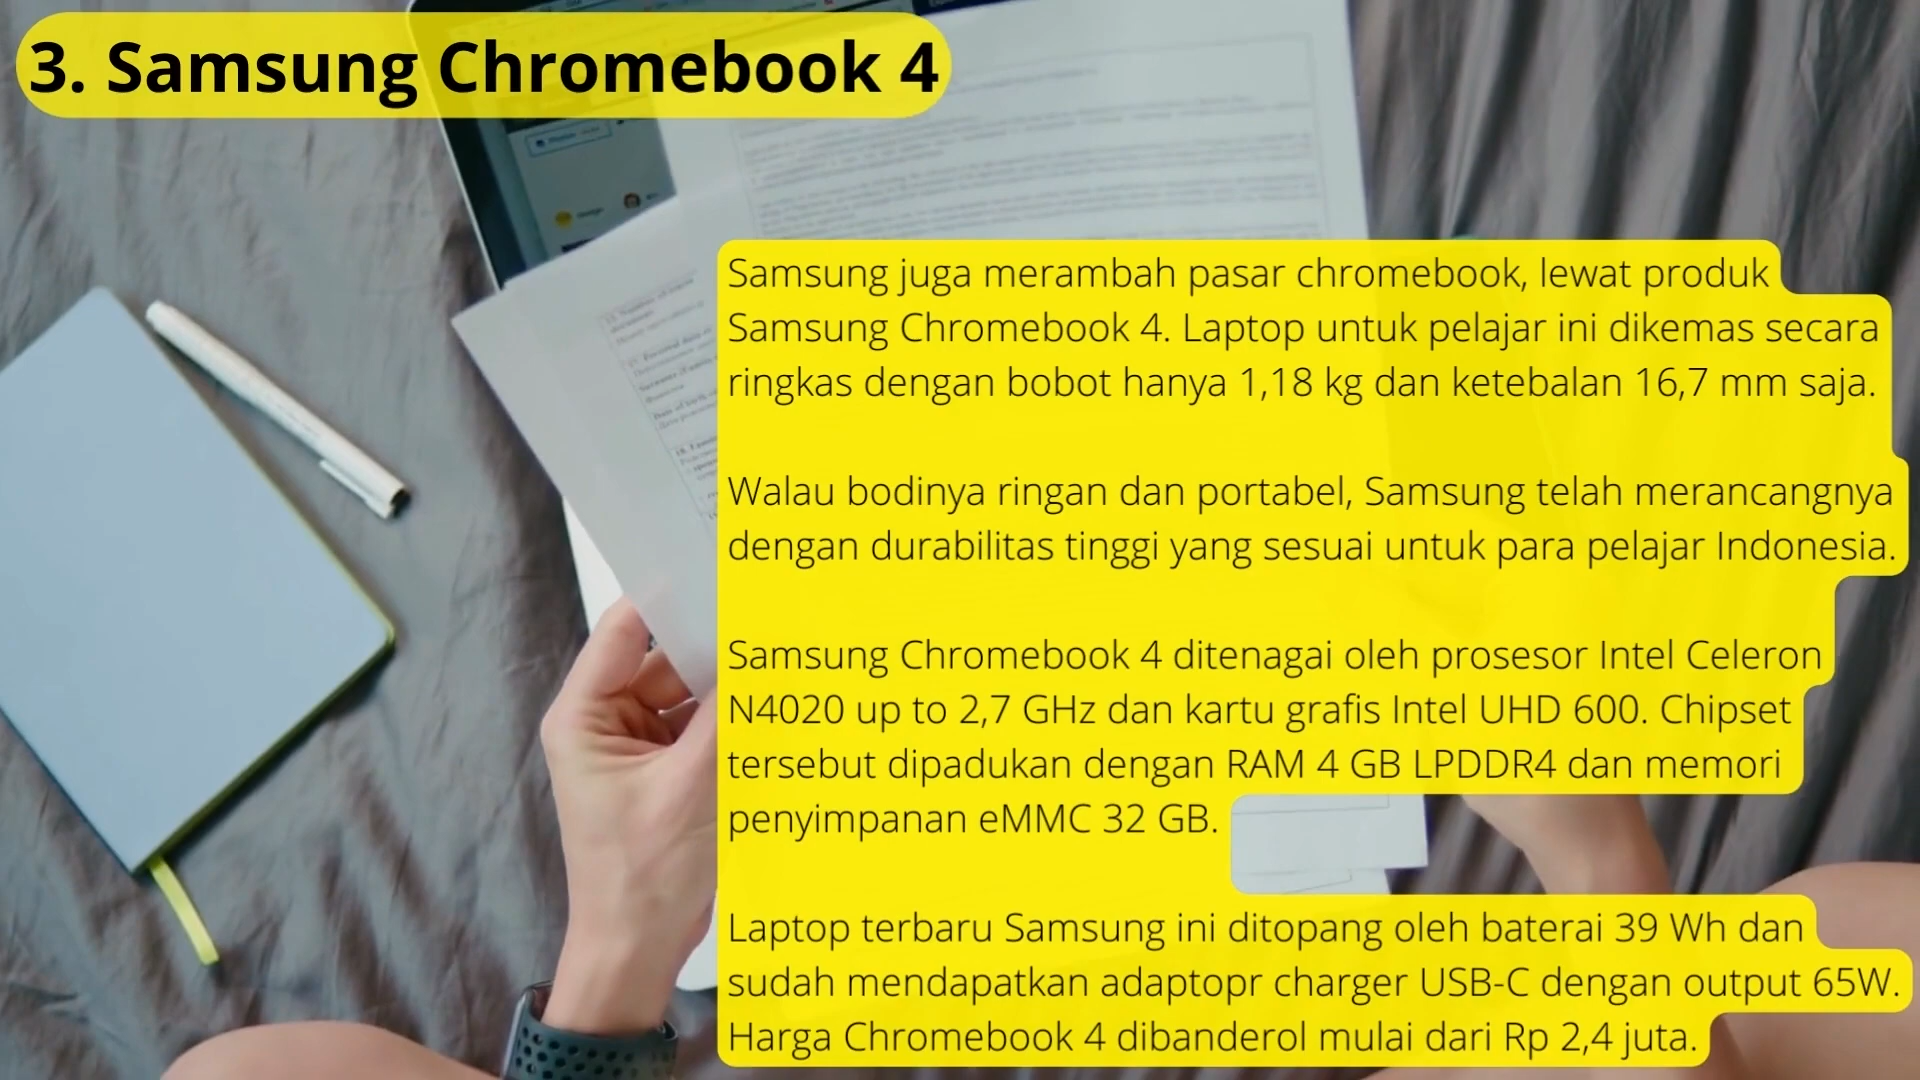 3. Samsung Chromebook 4
Samsung juga merambah pasar chromebook, lewat produk
Samsung Chromebook 4. Laptop untuk pelajar ini dikemas secara
ringkas dengan bobot hanya 1,18 kg dan ketebalan 16,7 mm saja.
Walau bodinya ringan dan portabel, Samsung telah merancangnya
dengan durabilitas tinggi yang sesuai untuk para pelajar Indonesia.
Samsung Chromebook 4 ditenagai oleh prosesor Intel Celeron
N4020 up to 2,7 GHz dan kartu grafis Intel UHD 600. Chipset
tersebut dipadukan dengan RAM 4 GB LPDDR4 dan memori
penyimpanan eMMC 32 GB.
Laptop terbaru Samsung ini ditopang oleh baterai 39 Wh dan
sudah mendapatkan adaptopr charger USB-C dengan output 65W.
Harga Chromebook 4 dibanderol mulai dari Rp 2,4 juta.